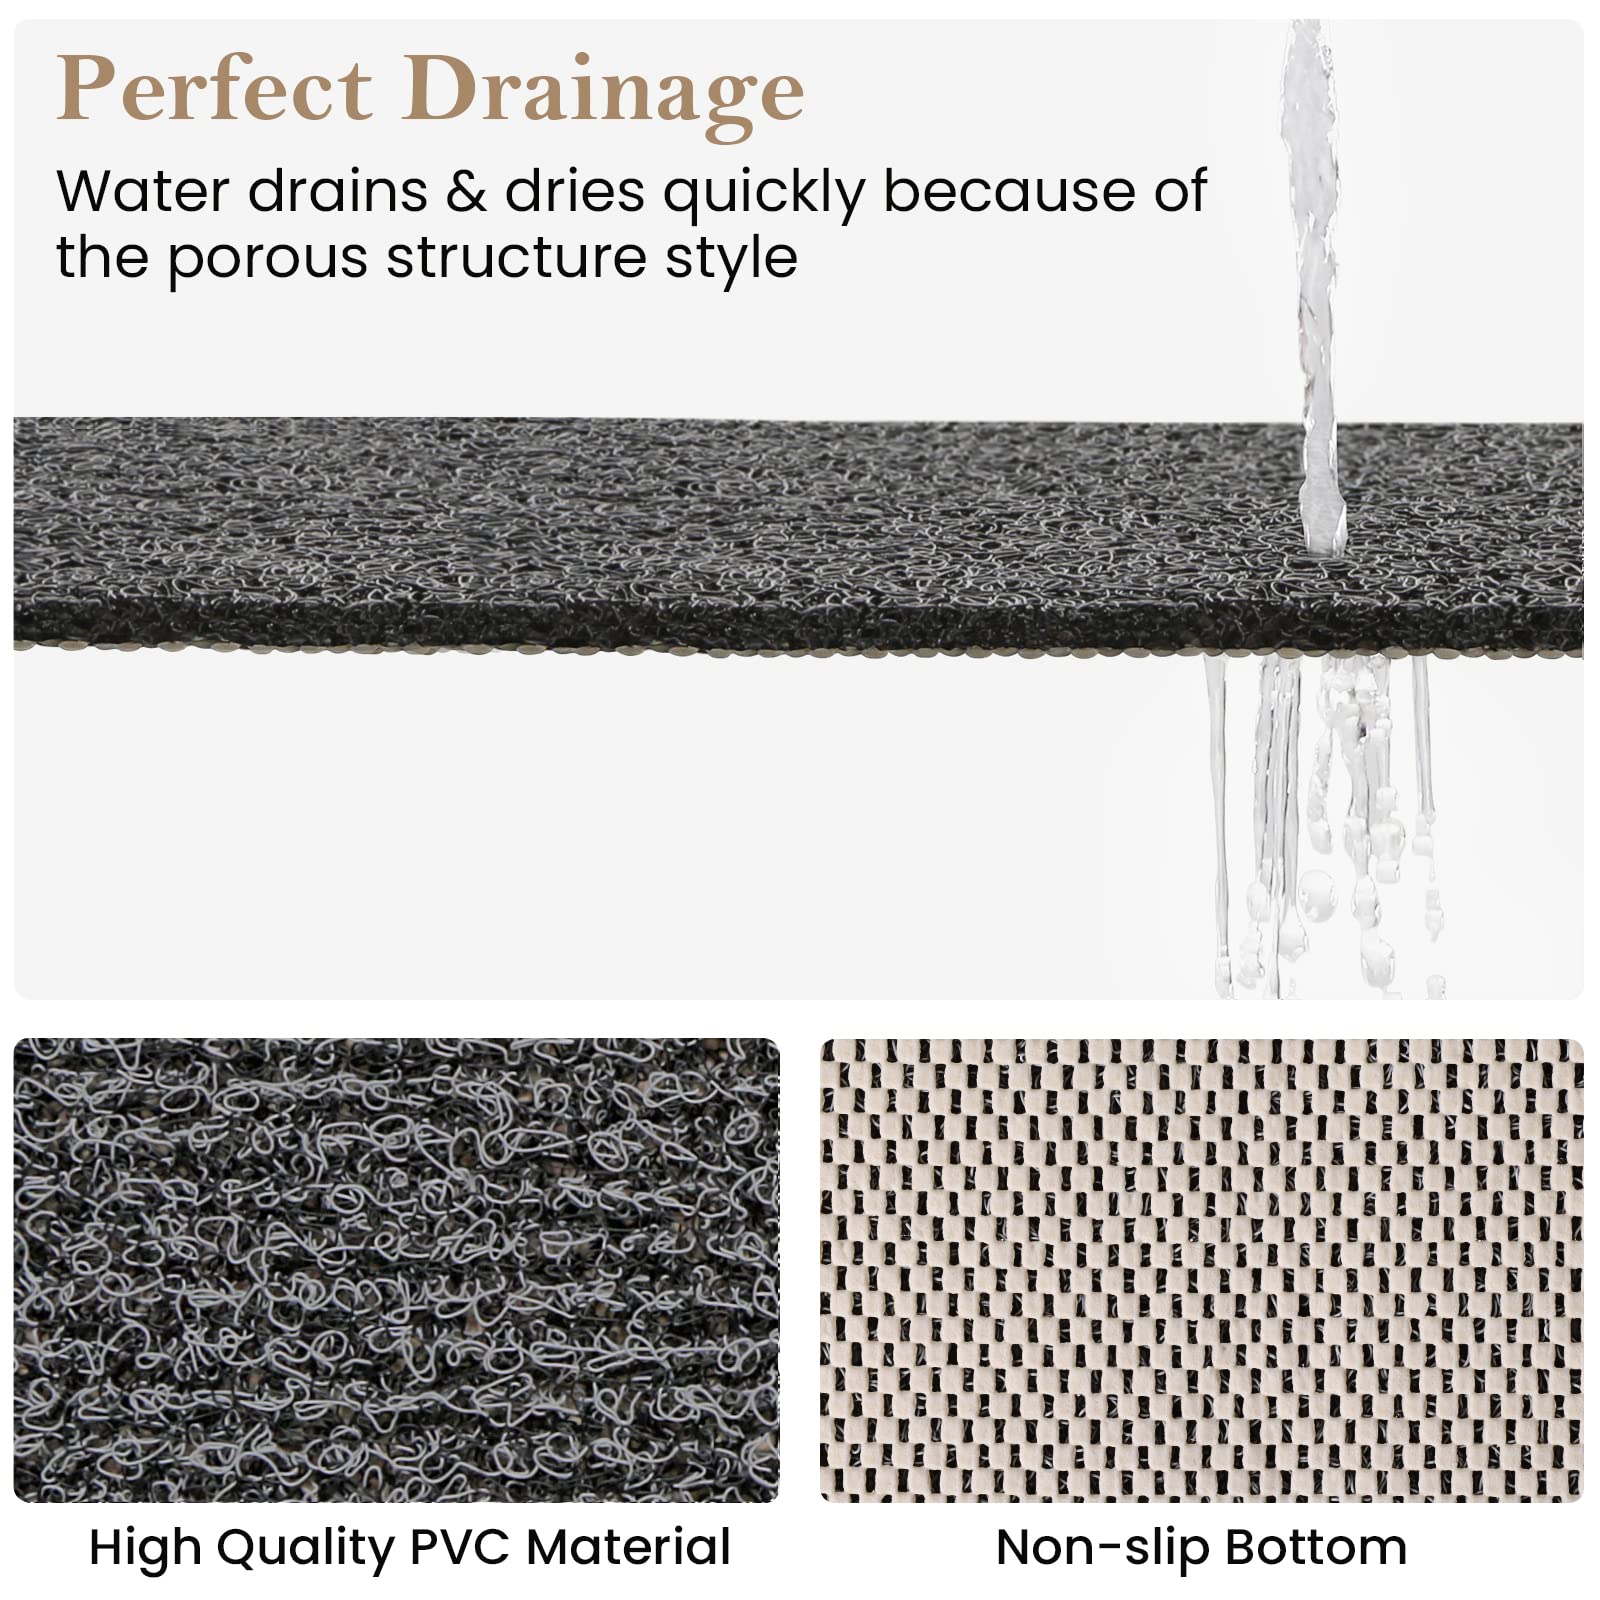 Perfect Drainage
Water drains & dries quickly because of
the porous structure style
High Quality PVC Material
Non-slip Bottom